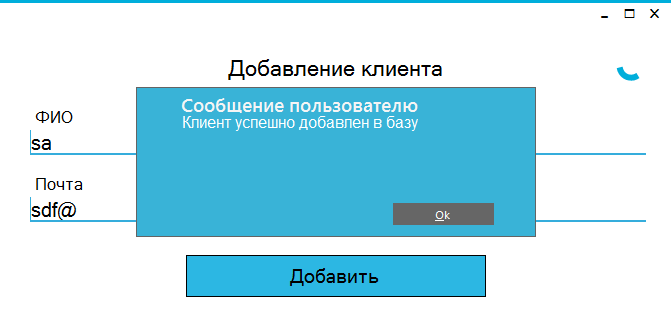 Добавление клиента
ФИО
sa
Сообщение пользователю
Клиент успешно добавлен в базу
Почта
sdf@
Ok
Добавить